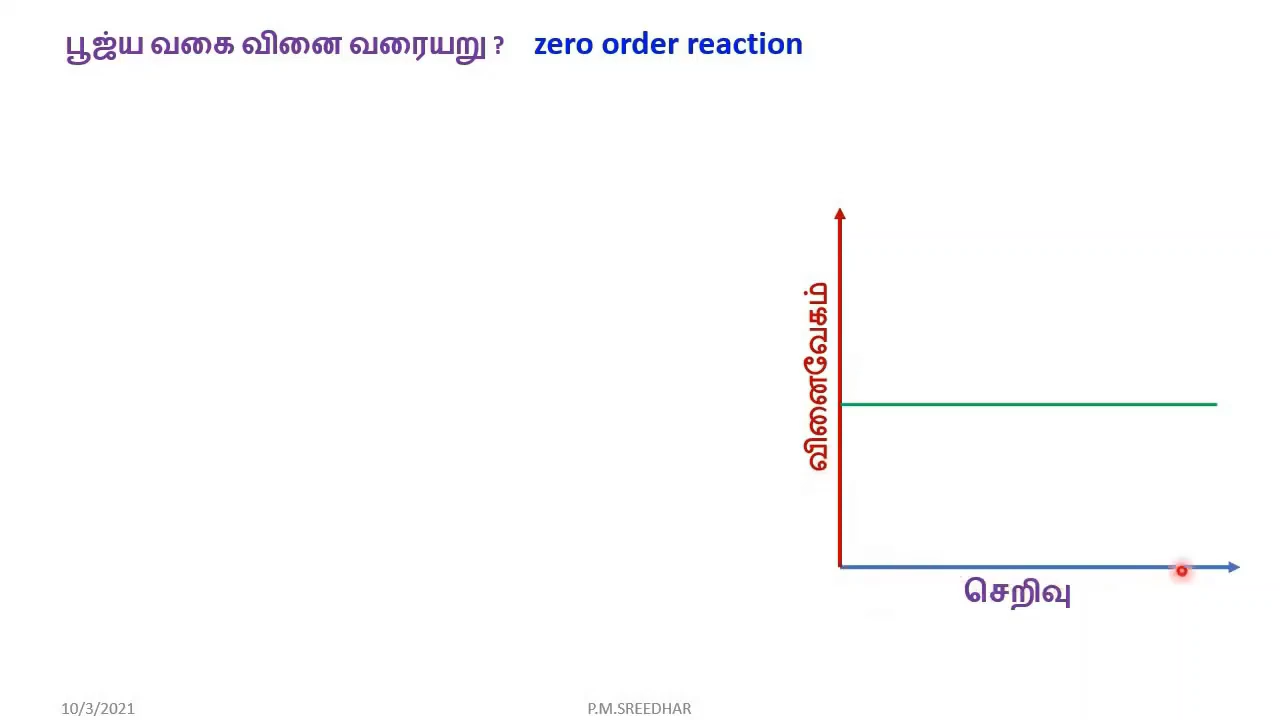 பூஜ்ய வகை வினை வரையறு ? zero order reaction
வினைவேகம்
செறிவு
10/3/2021 P.M.SREEDHAR